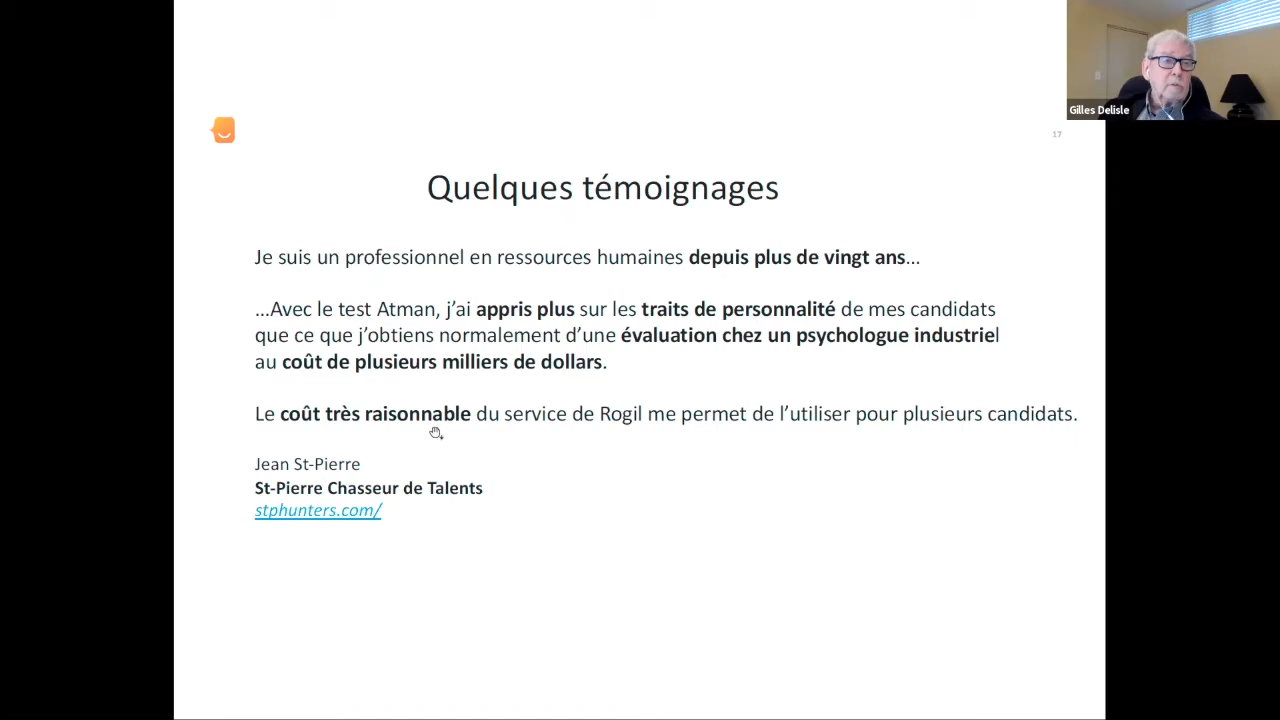 Gilles Delisle
17
Quelques témoignages
Je suis un professionnel en ressources humaines depuis plus de vingt ans...
...Avec le test Atman, j’ai appris plus sur les traits de personnalité de mes candidats
que ce que j’obtiens normalement d’une évaluation chez un psychologue industriel
au coût de plusieurs milliers de dollars.
Le coût très raisonnable du service de Rogil me permet de l’utiliser pour plusieurs candidats.
Jean St-Pierre
St-Pierre Chasseur de Talents
stphunters.com/